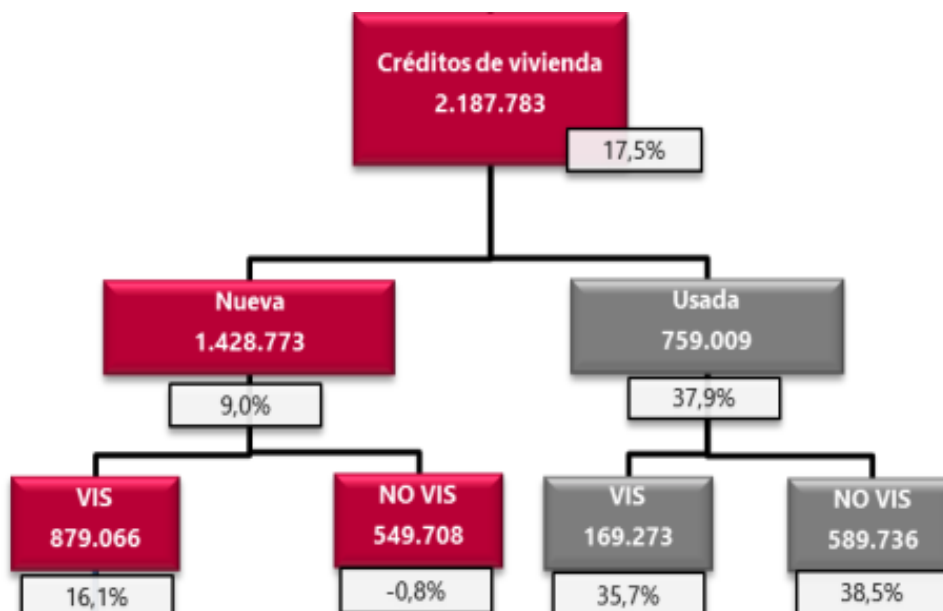 Créditos de vivienda
2.187.783
17,5%
Nueva
1.428.773
9,0%
Usada
759.009
37,9%
VIS
879.066
16,1%
NO VIS
549.708
-0,8%
VIS
169.273
35,7%
NO VIS
589.736
38,5%